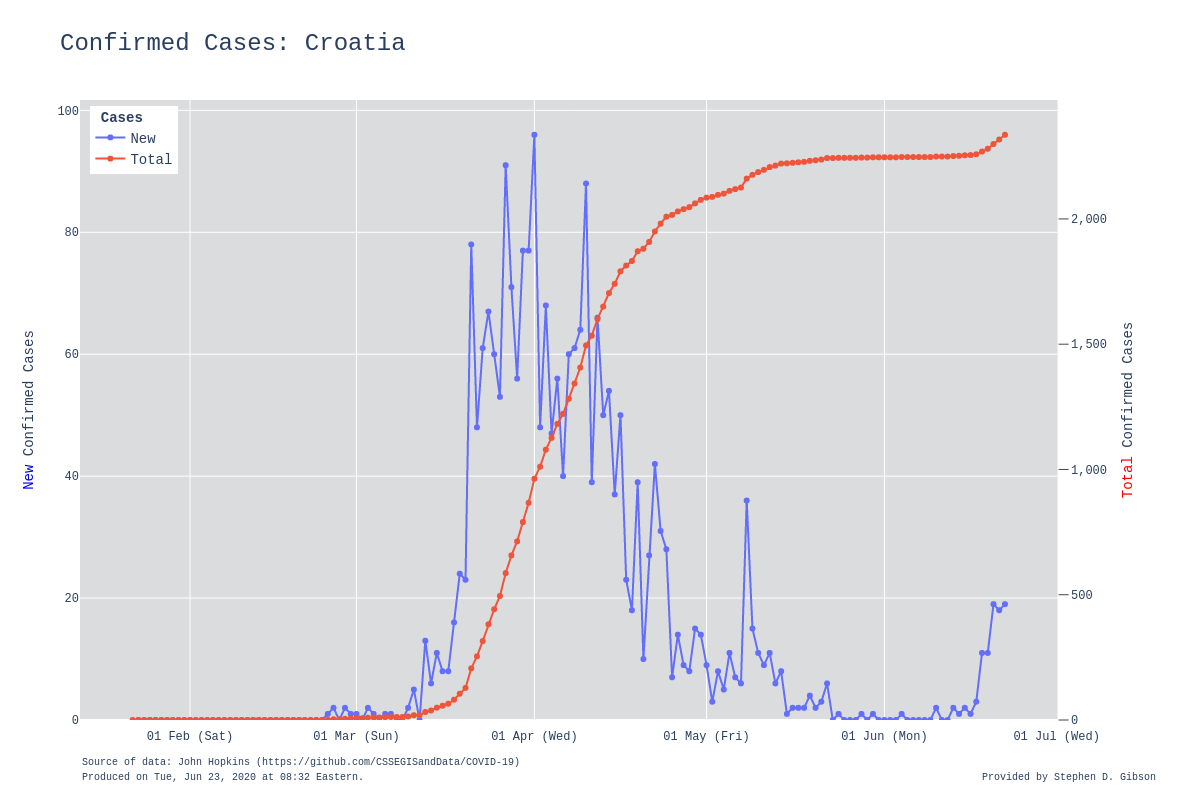 Confirmed Cases: Croatia
Cases
New
Total
100
80
60
40
20
0
New Confirmed Cases
2,000
1,500
1,000
500
0
Total Confirmed Cases
01 Feb (Sat)
01 Mar (Sun)
01 Apr (Wed)
01 May (Fri)
01 Jun (Mon)
01 Jul (Wed)
Source of data: John Hopkins (https://github.com/CSSEGISandData/COVID-19)
Produced on Tue, Jun 23, 2020 at 08:32 Eastern.
Provided by Stephen D. Gibson